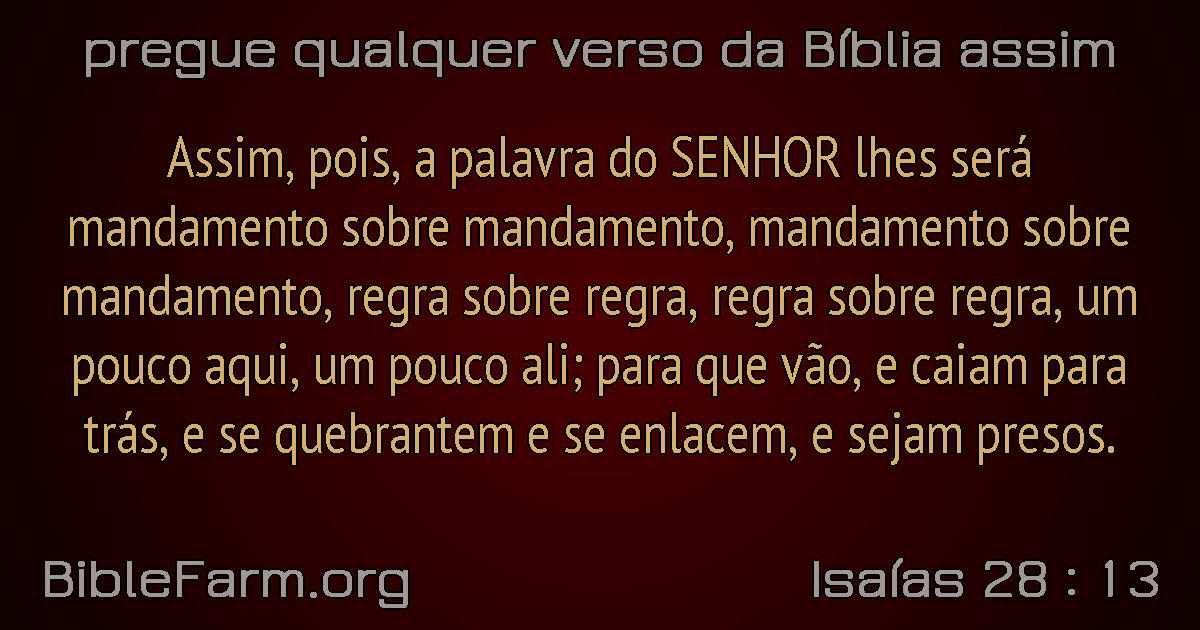 pregue qualquer verso da Bíblia assim
Assim, pois, a palavra do SENHOR lhes será
mandamento sobre mandamento, mandamento sobre
mandamento, regra sobre regra, regra sobre regra, um
pouco aqui, um pouco ali; para que vão, e caiam para
trás, e se quebrantem e se enlacem, e sejam presos.
BibleFarm.org
Isaías 28 : 13